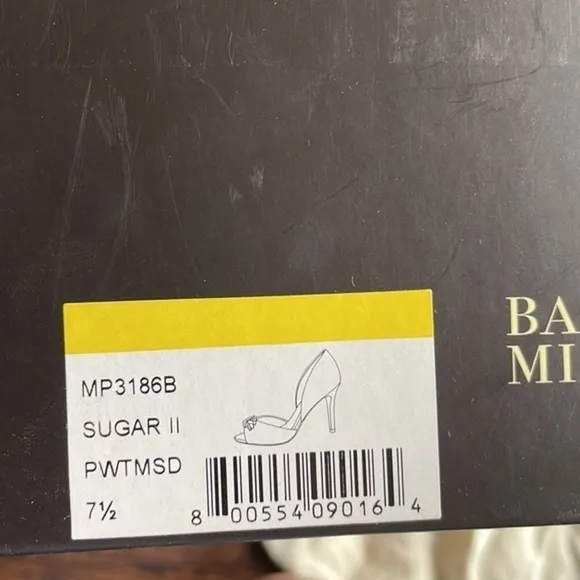 MP3186B
SUGAR II
PWTMSD
7½
8 00554 09016 4
BA
MI